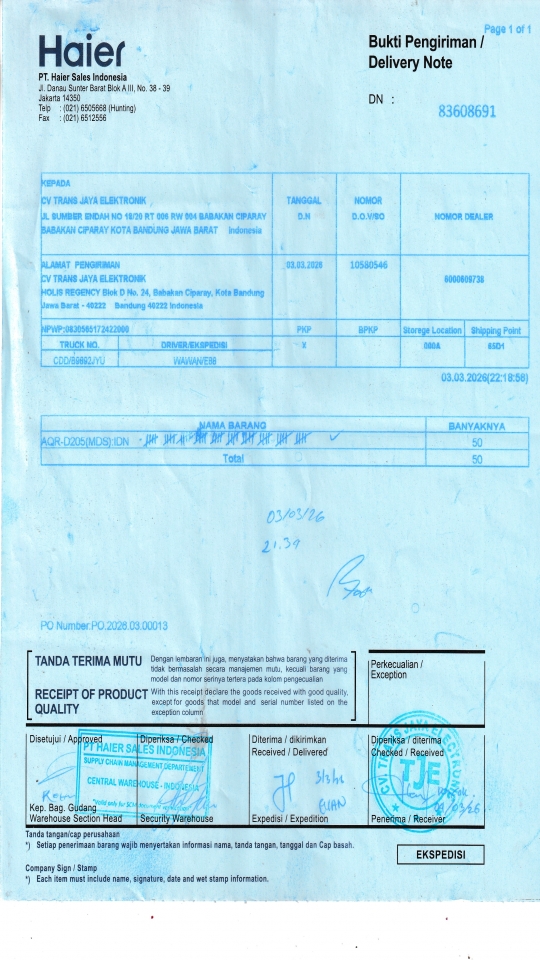 Page 1 of 1
Haier
Bukti Pengiriman /
Delivery Note
PT. Haier Sales Indonesia
Jl. Danau Sunter Barat Blok A III, No. 38 - 39
Jakarta 14350
Telp : (021) 6505668 (Hunting)
Fax : (021) 6512556
DN :
83608691
KEPADA
CV TRANS JAYA ELEKTRONIK
JL SUMBER ENDAH NO 18/20 RT 006 RW 004 BABAKAN CIPARAY
BABAKAN CIPARAY KOTA BANDUNG JAWA BARAT Indonesia
TANGGAL
D.N
NOMOR
D.O.V/SO
NOMOR DEALER
ALAMAT PENGIRIMAN
CV TRANS JAYA ELEKTRONIK
HOLIS REGENCY Blok D No. 24, Babakan Ciparay, Kota Bandung
Jawa Barat - 40222 Bandung 40222 Indonesia
03.03.2026
10580546
PKP
BPKP
Storege Location
Shipping Point
TRUCK NO.
DRIVER/EKSPEDISI
X
000A
WAWAN/E88
03.03.2026(22:18:56)
NAMA BARANG
BANYAKNYA
AQR-D205(MDS):IDN
50
Total
50
03/03/26
21.39
PO Number:PO.2026.03.00013
TANDA TERIMA MUTU
Dengan lembaran ini juga, menyatakan bahwa barang yang diterima
tidak bermasalah secara manajemen mutu, kecuali barang yang
model dan nomor serinya tertera pada kolom pengecualian
RECEIPT OF PRODUCT
QUALITY
With this receipt declare the goods received with good quality,
except for goods that model and serial number listed on the
exception column
Perkecualian /
Exception
Disetujui / Approved
Diperiksa / Checked
Diterima / dikirimkan
Received / Delivered
Diperiksa / diterima
Checked / Received
PT HAIER SALES INDONESIA
SUPPLY CHAIN MANAGEMENT DEPARTEMENT
CENTRAL WAREHOUSE - INDONESIA
TJE
3/3/26
Kep. Bag. Gudang
Warehouse Section Head
Security Warehouse
Expedisi / Expedition
Penerima / Receiver
Tanda tangan/cap perusahaan
*) Setiap penerimaan barang wajib menyertakan informasi nama, tanda tangan, tanggal dan Cap basah.
EKSPEDISI
Company Sign / Stamp
*) Each item must include name, signature, date and wet stamp information.